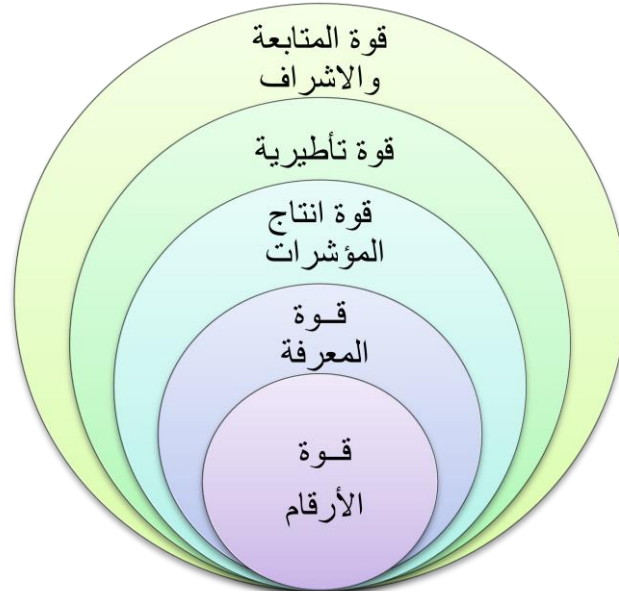 قوة المتابعة
والاشراف
قوة تأطيرية
قوة انتاج
المؤشرات
قــوة
المعرفة
قــوة
الأرقام